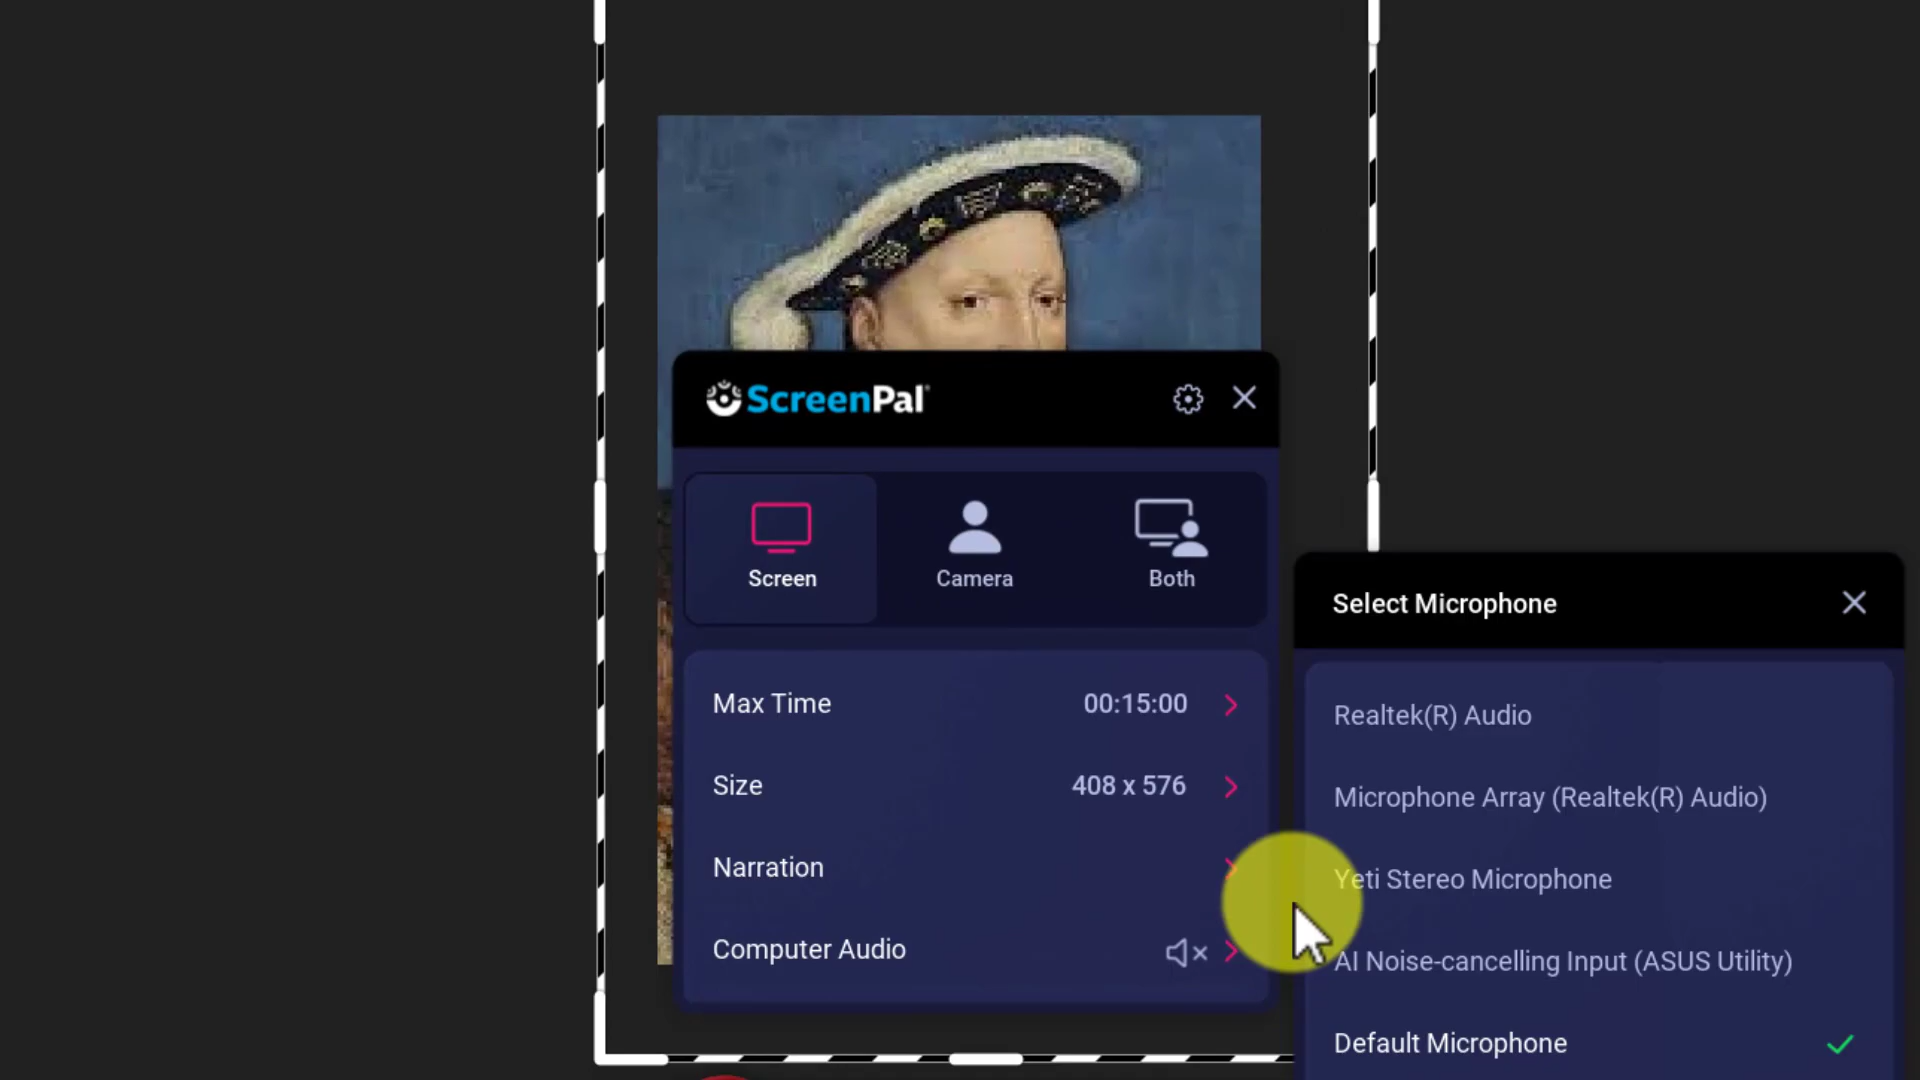 ScreenPal
Screen
Camera
Both
Max Time 00:15:00
Size 408 x 576
Narration
Computer Audio
Select Microphone
Realtek(R) Audio
Microphone Array (Realtek(R) Audio)
Yeti Stereo Microphone
AI Noise-cancelling Input (ASUS Utility)
Default Microphone